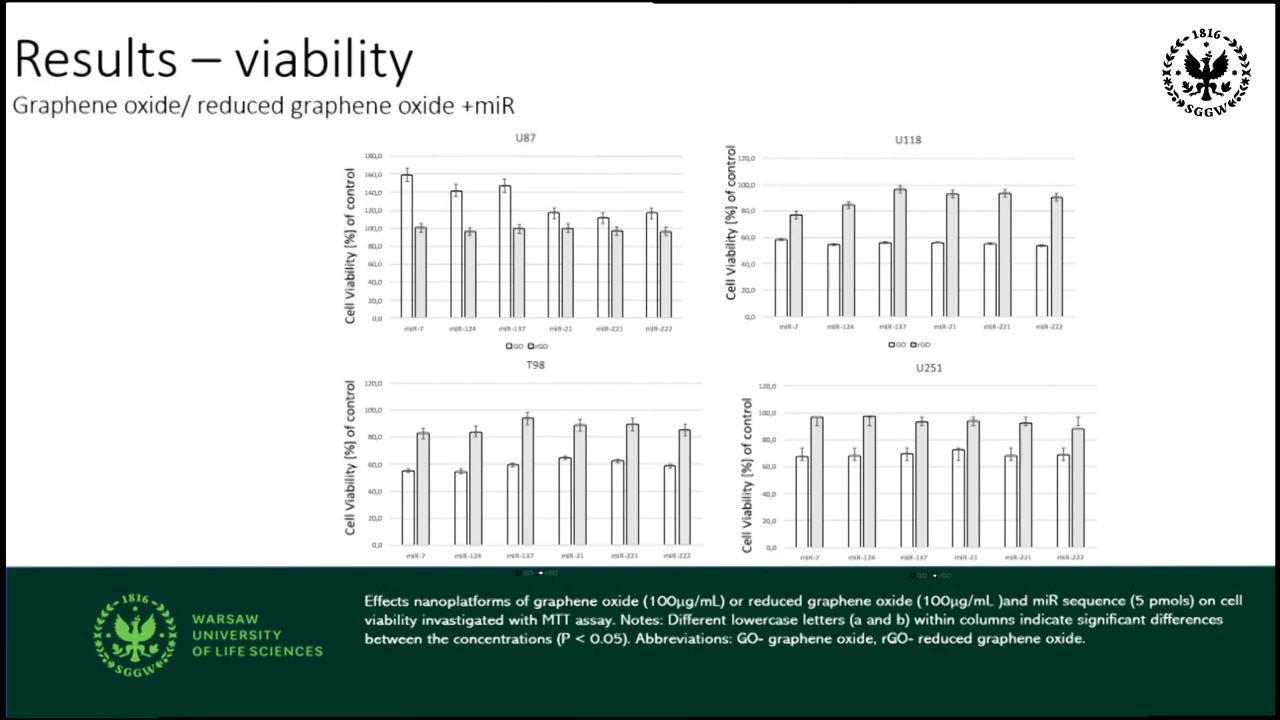 Results – viability
Graphene oxide/ reduced graphene oxide +miR
1816
SGGW
U87
Cell Viability [%] of control
180,0
160,0
140,0
120,0
100,0
80,0
60,0
40,0
20,0
0,0
miR-7 miR-124 miR-137 miR-21 miR-221 miR-222
GO rGO
U118
Cell Viability [%] of control
120,0
100,0
80,0
60,0
40,0
20,0
0,0
miR-7 miR-124 miR-137 miR-21 miR-221 miR-222
GO rGO
T98
Cell Viability [%] of control
120,0
100,0
80,0
60,0
40,0
20,0
0,0
miR-7 miR-124 miR-137 miR-21 miR-221 miR-222
GO rGO
U251
Cell Viability [%] of control
120,0
100,0
80,0
60,0
40,0
20,0
0,0
miR-7 miR-124 miR-137 miR-21 miR-221 miR-222
GO rGO
1816
SGGW
WARSAW
UNIVERSITY
OF LIFE SCIENCES
Effects nanoplatforms of graphene oxide (100µg/mL) or reduced graphene oxide (100µg/mL )and miR sequence (5 pmols) on cell
viability invastigated with MTT assay. Notes: Different lowercase letters (a and b) within columns indicate significant differences
between the concentrations (P < 0.05). Abbreviations: GO- graphene oxide, rGO- reduced graphene oxide.